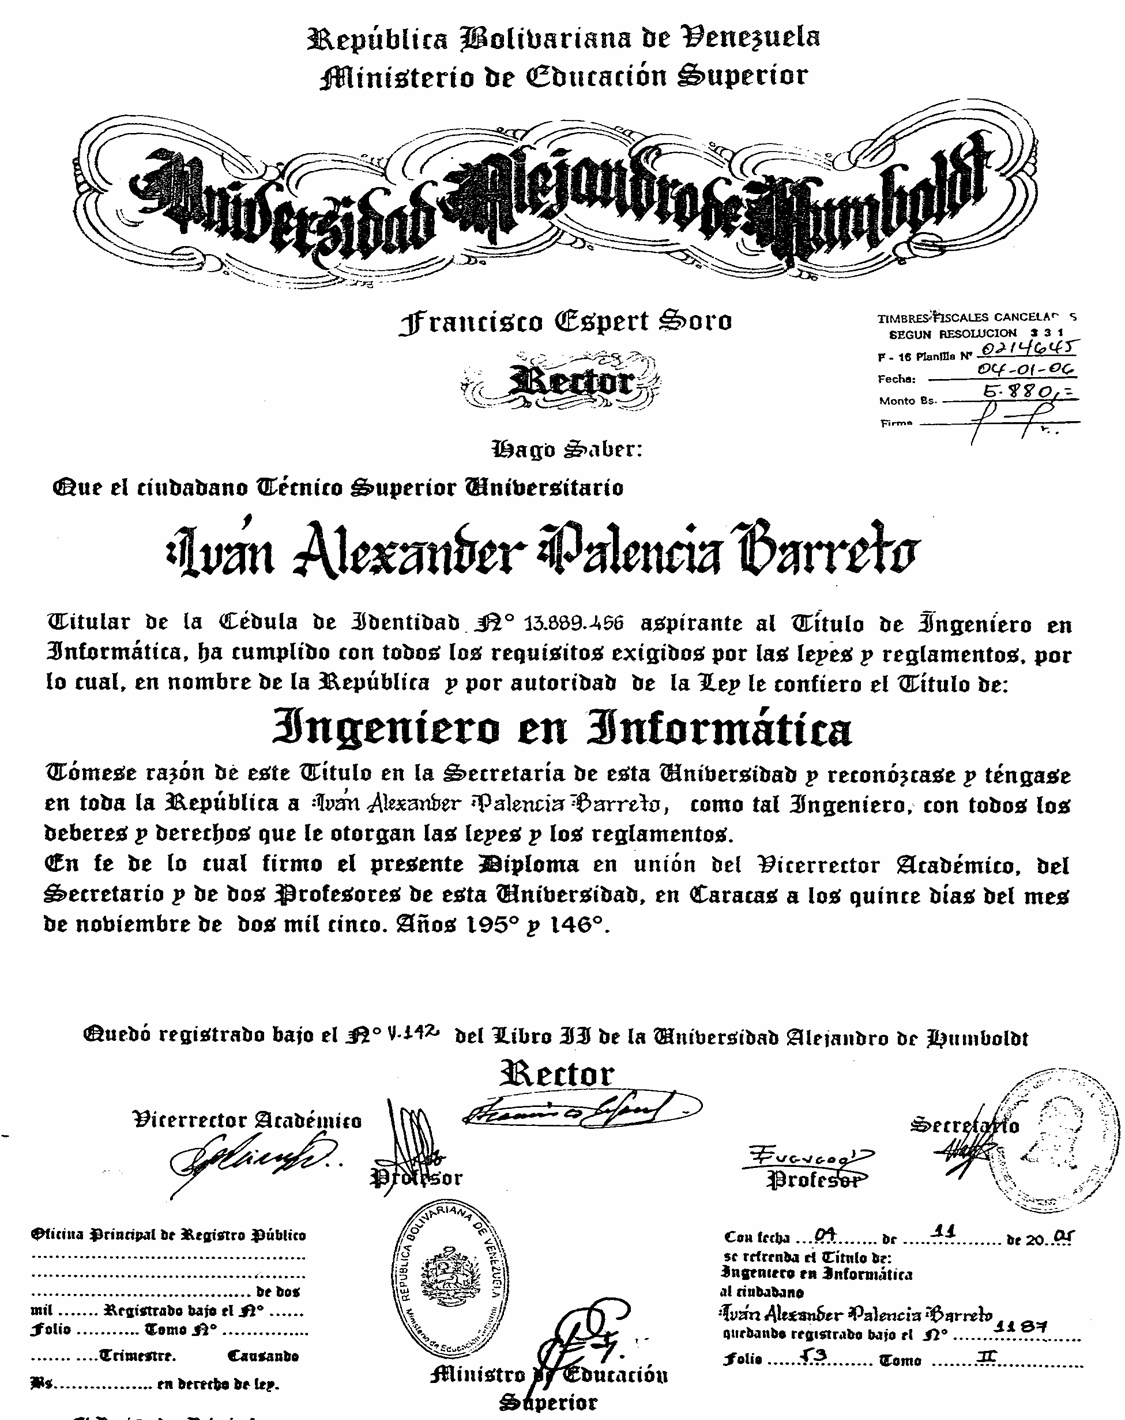 República Bolivariana de Venezuela
Ministerio de Educación Superior
Universidad Alejandro de Humboldt
Francisco Espert Soro
TIMBRES FISCALES CANCELAD S
SEGUN RESOLUCION 3 3 1
F - 16 Planilla Nº 0214645
Fecha: 04-01-06
Monto Bs. 5.880,=
Firma
Rector
Hago Saber:
Que el ciudadano Técnico Superior Universitario
Iván Alexander Palencia Barreto
Titular de la Cédula de Identidad Nº 13.889.456 aspirante al Título de Ingeniero en
Informática, ha cumplido con todos los requisitos exigidos por las leyes y reglamentos, por
lo cual, en nombre de la República y por autoridad de la Ley le confiero el Título de:
Ingeniero en Informática
Tómese razón de este Título en la Secretaría de esta Universidad y reconózcase y téngase
en toda la República a Iván Alexander Palencia Barreto, como tal Ingeniero, con todos los
deberes y derechos que le otorgan las leyes y los reglamentos.
En fe de lo cual firmo el presente Diploma en unión del Vicerrector Académico, del
Secretario y de dos Profesores de esta Universidad, en Caracas a los quince días del mes
de noviembre de dos mil cinco. Años 195º y 146º.
Quedó registrado bajo el Nº V.142 del Libro II de la Universidad Alejandro de Humboldt
Rector
Vicerrector Académico
Secretario
Profesor
Profesor
Oficina Principal de Registro Público
de dos
mil ....... Registrado bajo el Nº ......
Folio ........... Tomo Nº ...............
....... ....Trimestre. Causando
Bs.................. en derecho de ley.
REPUBLICA BOLIVARIANA DE VENEZUELA
Ministerio de Educación Superior
Ministro de Educación
Superior
Con fecha ...04....... de .....11....... de 20..05
se refrenda el Título de:
Ingeniero en Informática
al ciudadano
Iván Alexander Palencia Barreto
quedando registrado bajo el Nº .......1187.......
Folio ......53......... Tomo ........II...............